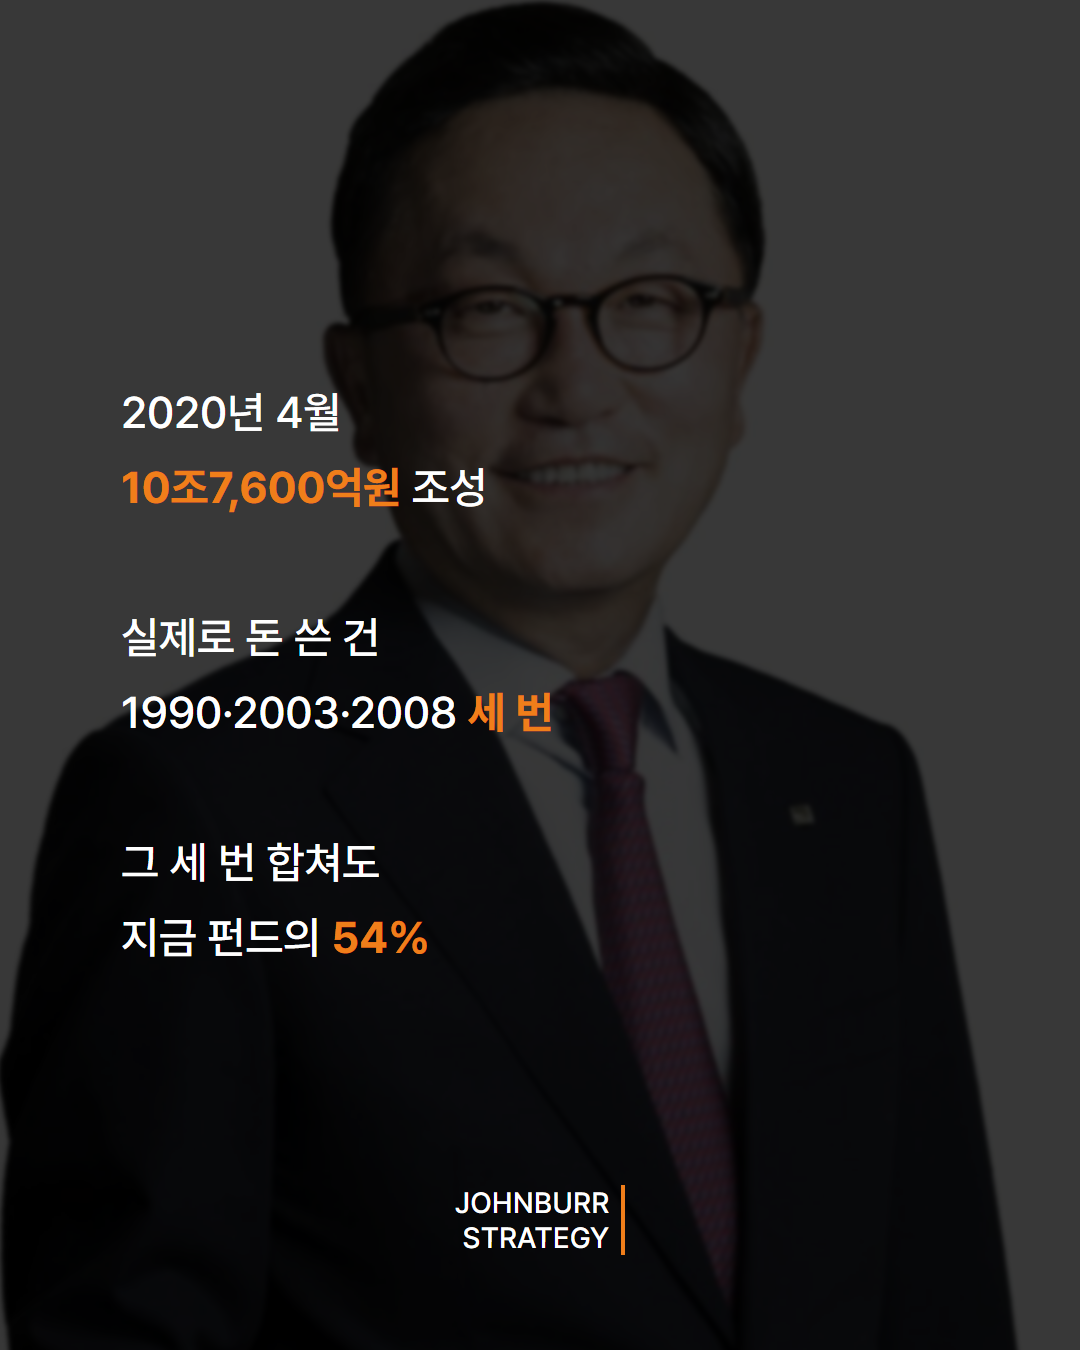 2020년 4월
10조7,600억원 조성
실제로 돈 쓴 건
1990·2003·2008 세 번
그 세 번 합쳐도
지금 펀드의 54%
JOHNBURR
STRATEGY